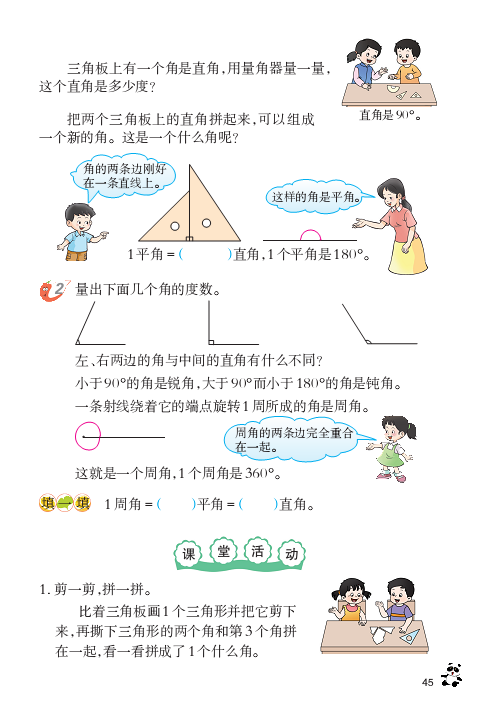 三角板上有一个角是直角,用量角器量一量,
这个直角是多少度?
直角是90°。
把两个三角板上的直角拼起来,可以组成
一个新的角。这是一个什么角呢?
角的两条边刚好
在一条直线上。
这样的角是平角。
1平角=(　　)直角,1个平角是180°。
2 量出下面几个角的度数。
左、右两边的角与中间的直角有什么不同?
小于90°的角是锐角,大于90°而小于180°的角是钝角。
一条射线绕着它的端点旋转1周所成的角是周角。
周角的两条边完全重合
在一起。
这就是一个周角,1个周角是360°。
填一填 1周角=(　　)平角=(　　)直角。
课堂活动
1. 剪一剪,拼一拼。
比着三角板画1个三角形并把它剪下
来,再撕下三角形的两个角和第3个角拼
在一起,看一看拼成了1个什么角。
45